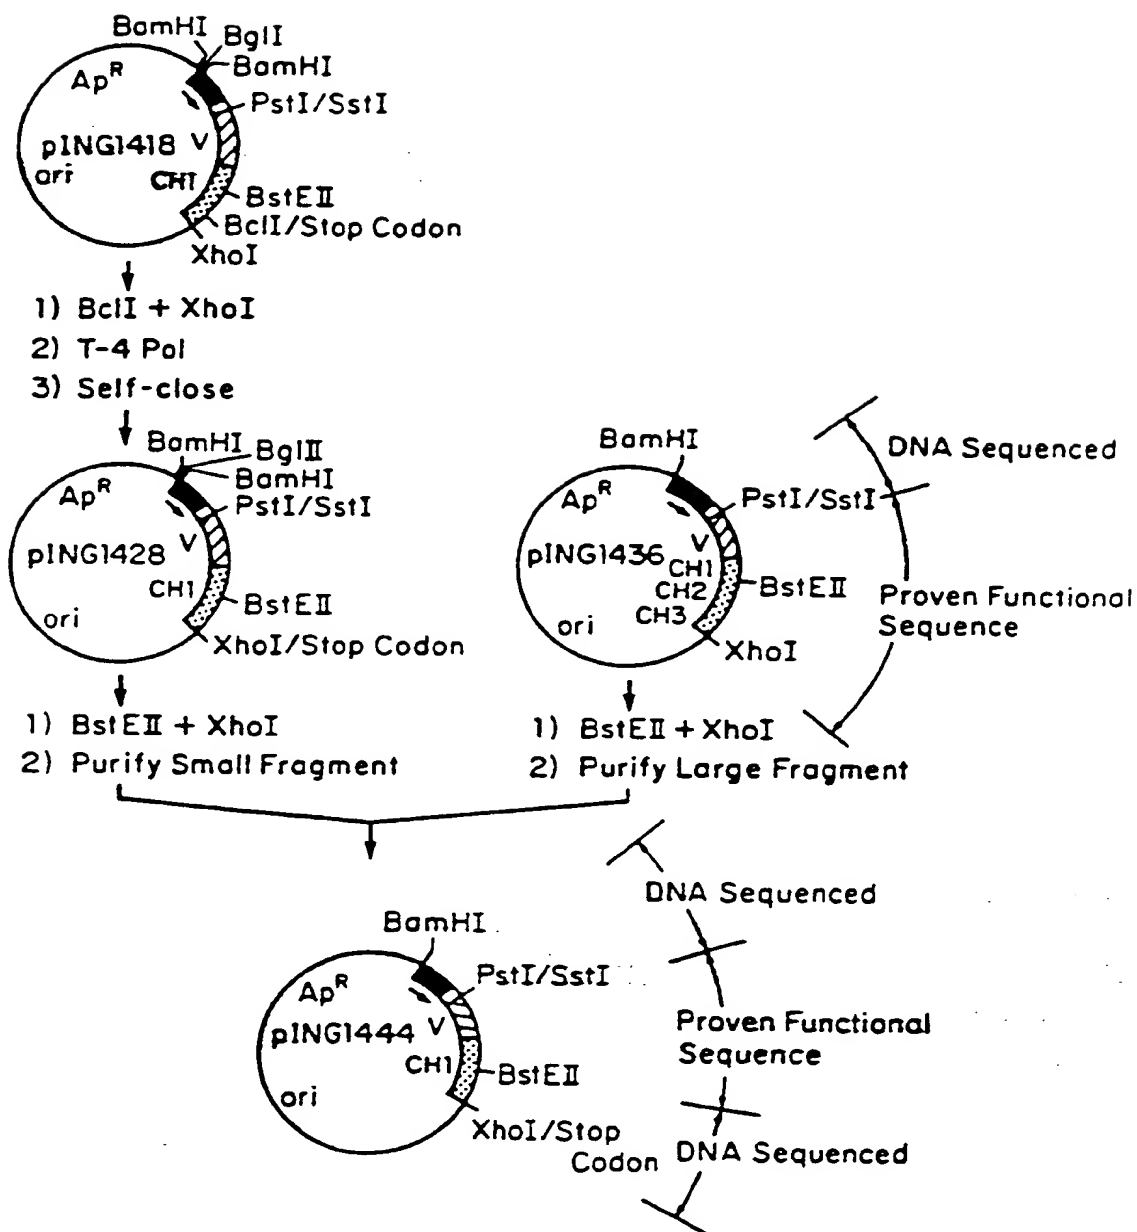 BamHI
BglI
BamHI
Ap^R
PstI/SstI
pING1418
V
ori
CH1
BstEII
BclI/Stop Codon
XhoI
1) BclI + XhoI
2) T-4 Pol
3) Self-close
BamHI
BglII
BamHI
Ap^R
PstI/SstI
V
pING1428
CH1
ori
BstEII
XhoI/Stop Codon
1) BstEII + XhoI
2) Purify Small Fragment
BamHI
Ap^R
PstI/SstI
V
pING1436
CH1
CH2
CH3
ori
BstEII
XhoI
DNA Sequenced
Proven Functional
Sequence
1) BstEII + XhoI
2) Purify Large Fragment
BamHI
Ap^R
PstI/SstI
pING1444
V
CH1
ori
BstEII
XhoI/Stop
Codon
DNA Sequenced
Proven Functional
Sequence
DNA Sequenced